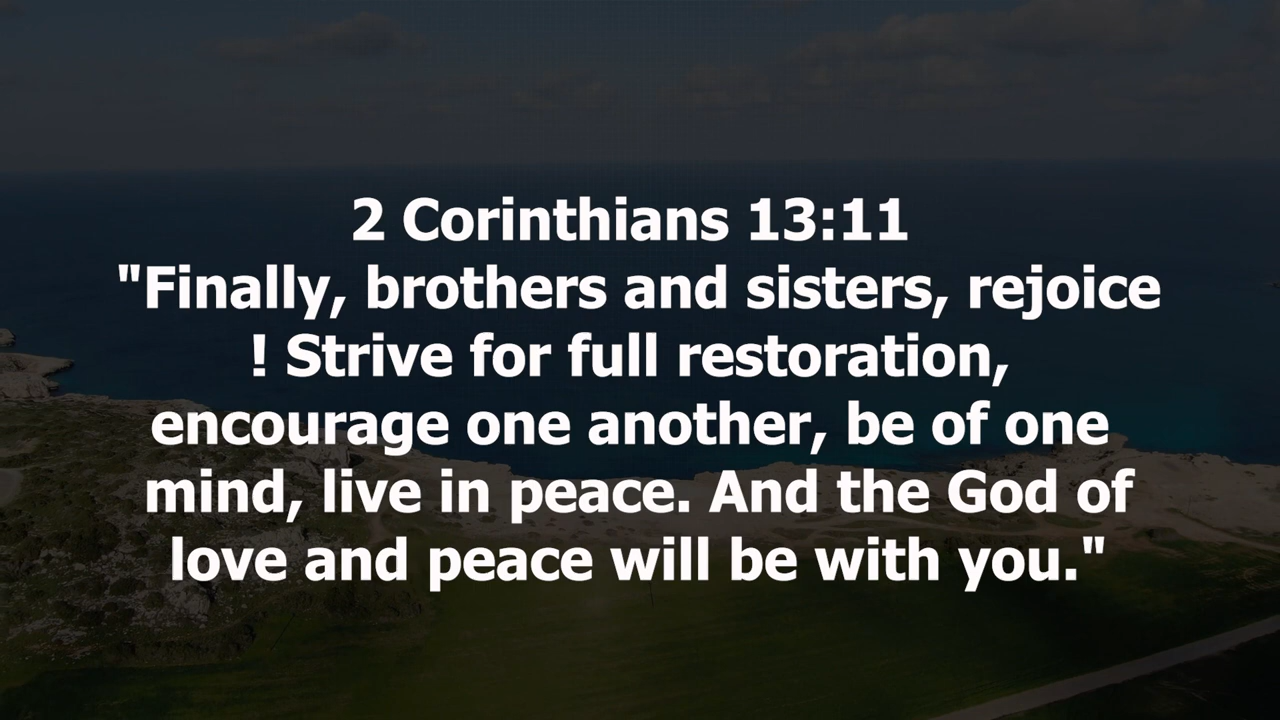 2 Corinthians 13:11
"Finally, brothers and sisters, rejoice
! Strive for full restoration,
encourage one another, be of one
mind, live in peace. And the God of
love and peace will be with you."